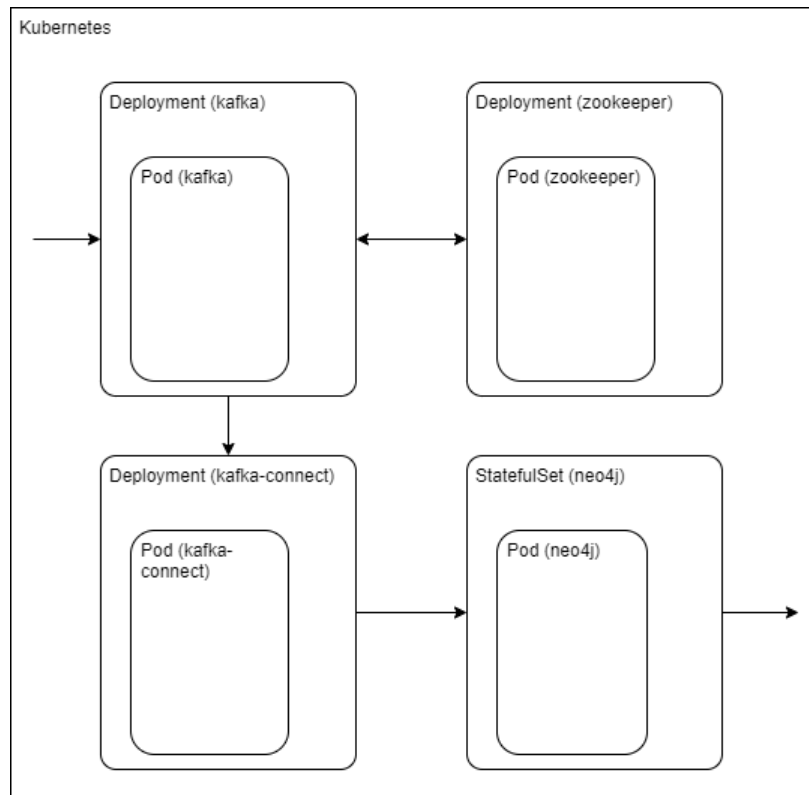 Kubernetes
Deployment (kafka)
Pod (kafka)
Deployment (zookeeper)
Pod (zookeeper)
Deployment (kafka-connect)
Pod (kafka-
connect)
StatefulSet (neo4j)
Pod (neo4j)